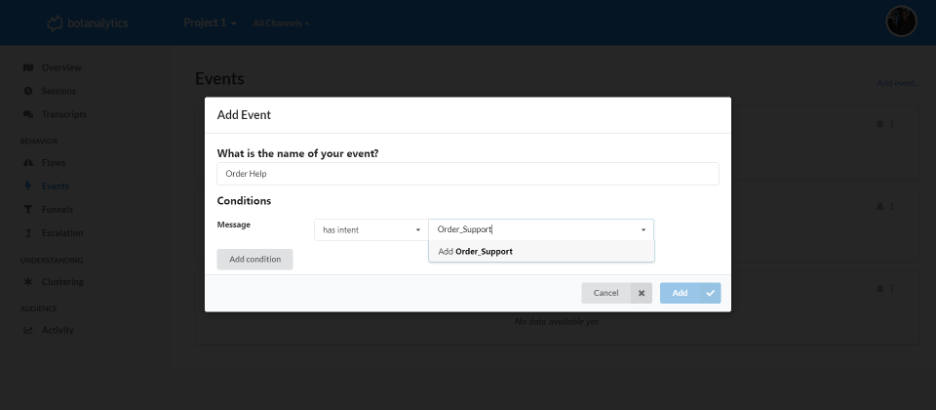 botanalytics
Project 1
All Channels
Overview
Sessions
Transcripts
BEHAVIOR
Flows
Events
Funnels
Escalation
UNDERSTANDING
Clustering
AUDIENCE
Activity
Events
Add event...
Add Event
What is the name of your event?
Order Help
Conditions
Message
has intent
Order_Support
Add Order_Support
Add condition
Cancel
Add
No data available yet